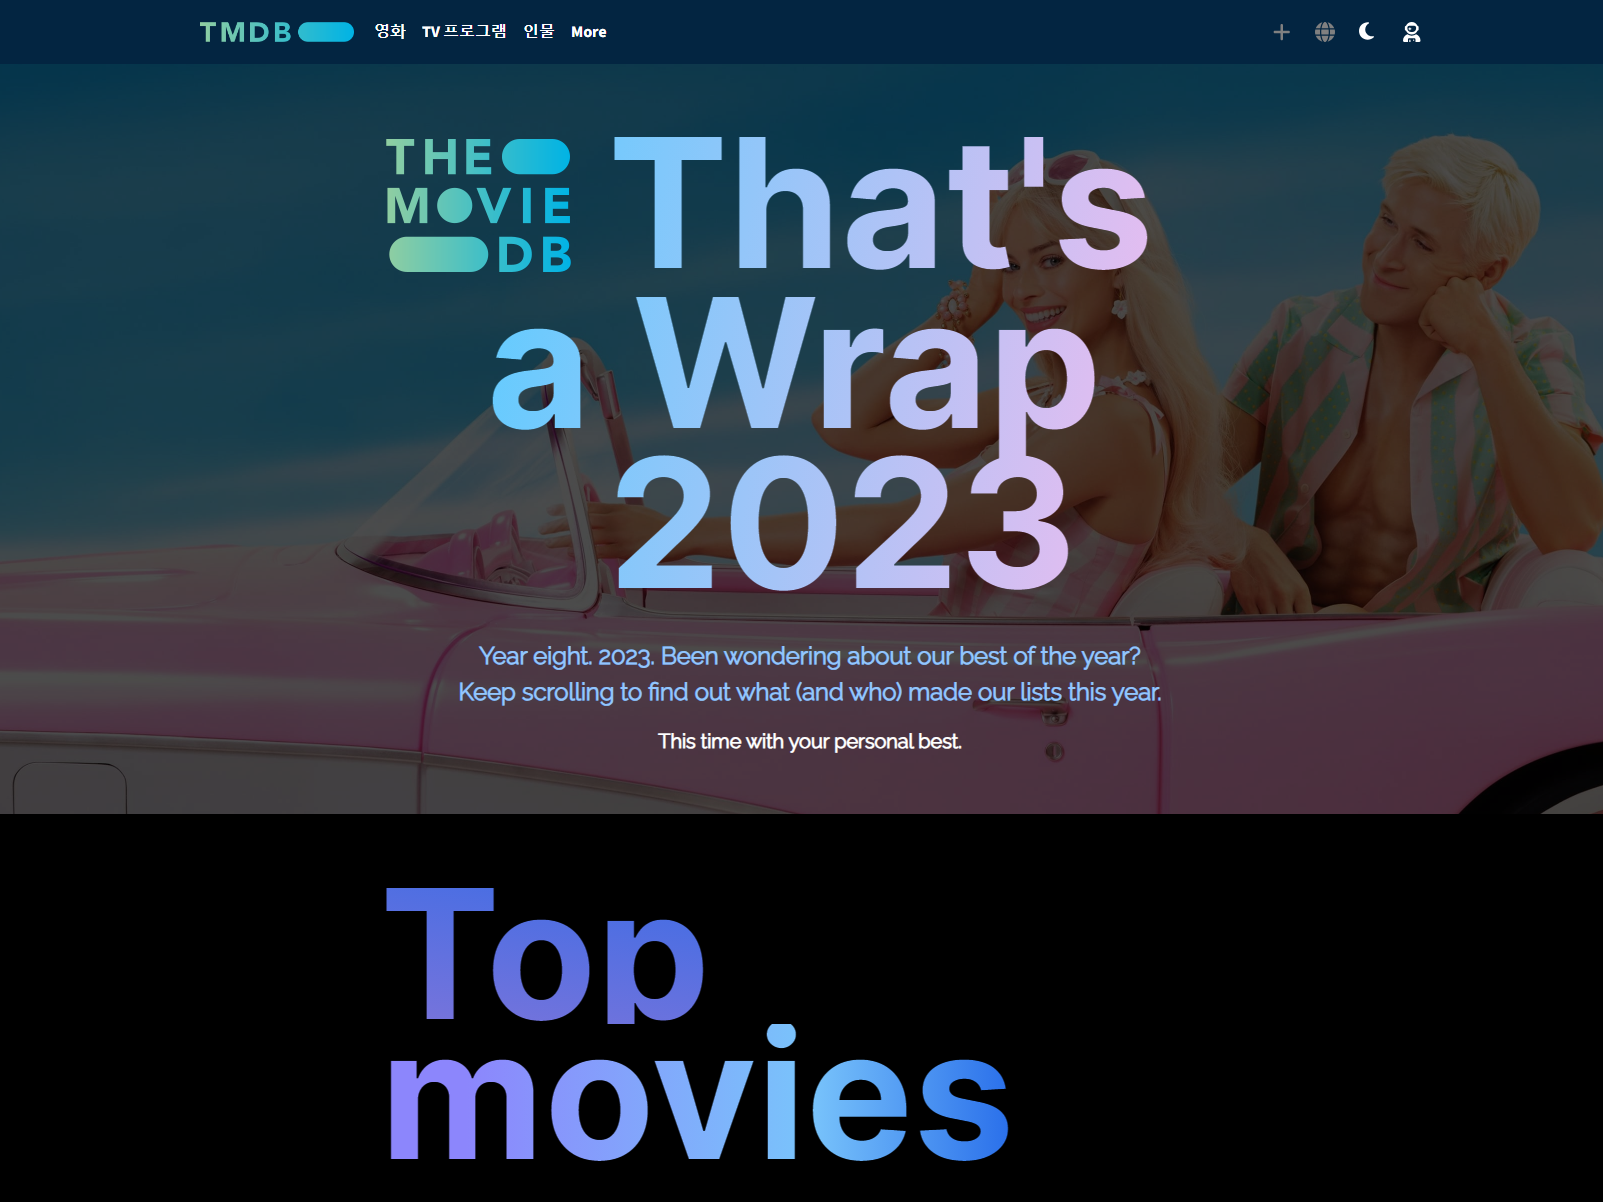 TMDB 영화 TV 프로그램 인물 More
THE
MOVIE
DB
That's
a Wrap
2023
Year eight. 2023. Been wondering about our best of the year?
Keep scrolling to find out what (and who) made our lists this year.
This time with your personal best.
Top
movies